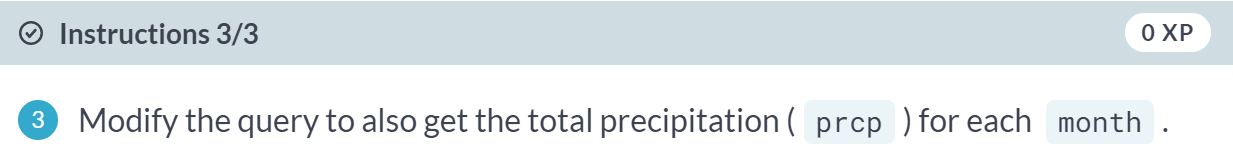 Instructions 3/3
0 XP
3 Modify the query to also get the total precipitation ( prcp ) for each month .